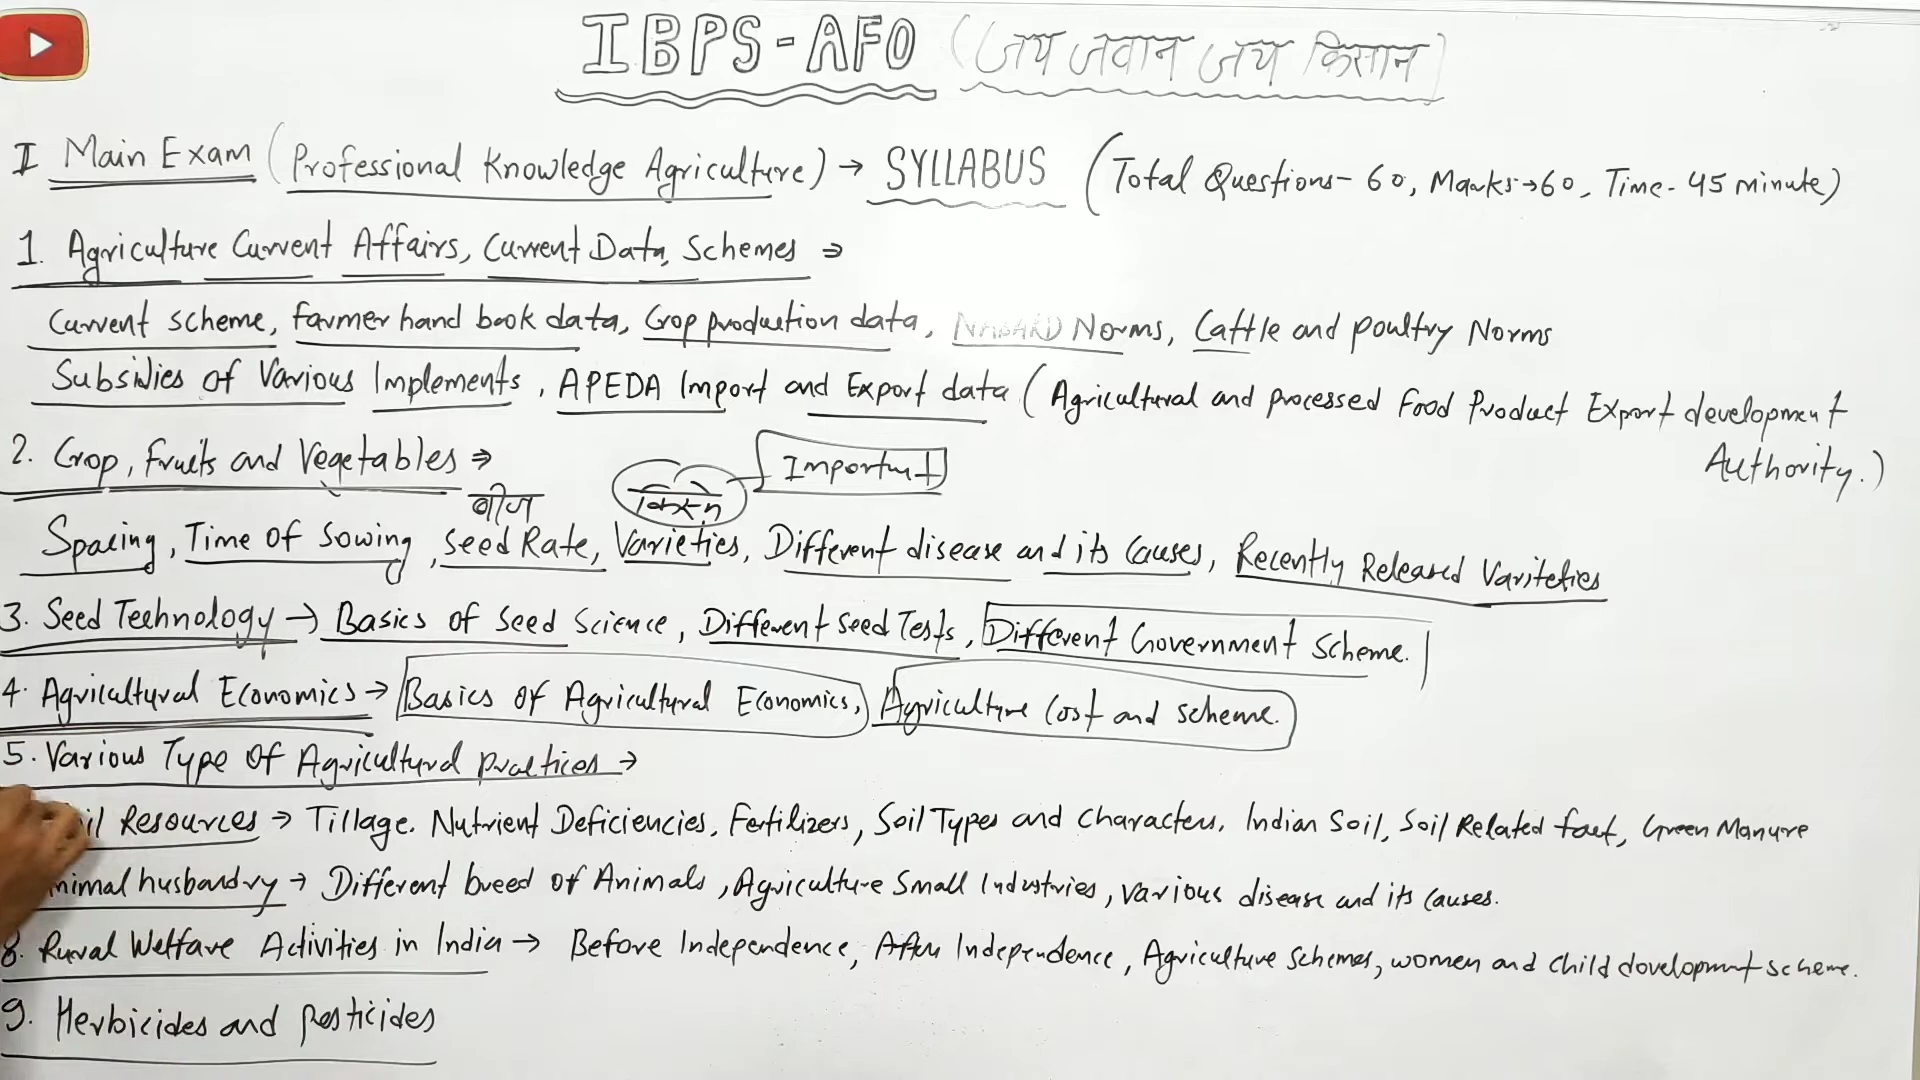 IBPS-AFO (जय जवान जय किसान)
I Main Exam (Professional Knowledge Agriculture) → SYLLABUS (Total Questions- 60, Marks→60, Time- 45 minute)
1. Agriculture Current Affairs, Current Data, Schemes ⇒
Current scheme, farmer hand book data, Crop production data, NABARD Norms, Cattle and poultry Norms
Subsidies of Various Implements, APEDA Import and Export data (Agricultural and processed Food Product Export development
Authority.)
2. Crop, Fruits and Vegetables ⇒
Important
बीज
Spacing, Time of Sowing, Seed Rate, Varieties, Different disease and its Causes, Recently Released Variteties
3. Seed Technology → Basics of Seed Science, Different Seed Tests, Different Government Scheme.
4. Agricultural Economics → Basics of Agricultural Economics, Agriculture Cost and scheme.
5. Various Type of Agricultural practices →
Resources → Tillage. Nutrient Deficiencies, Fertilizers, Soil Types and characters, Indian Soil, Soil Related fact, Green Manure
husbandry → Different breed of Animals, Agriculture Small Industries, various disease and its Causes.
8. Rural Welfare Activities in India → Before Independence, After Independence, Agriculture Schemes, women and child development scheme.
9. Herbicides and Pesticides